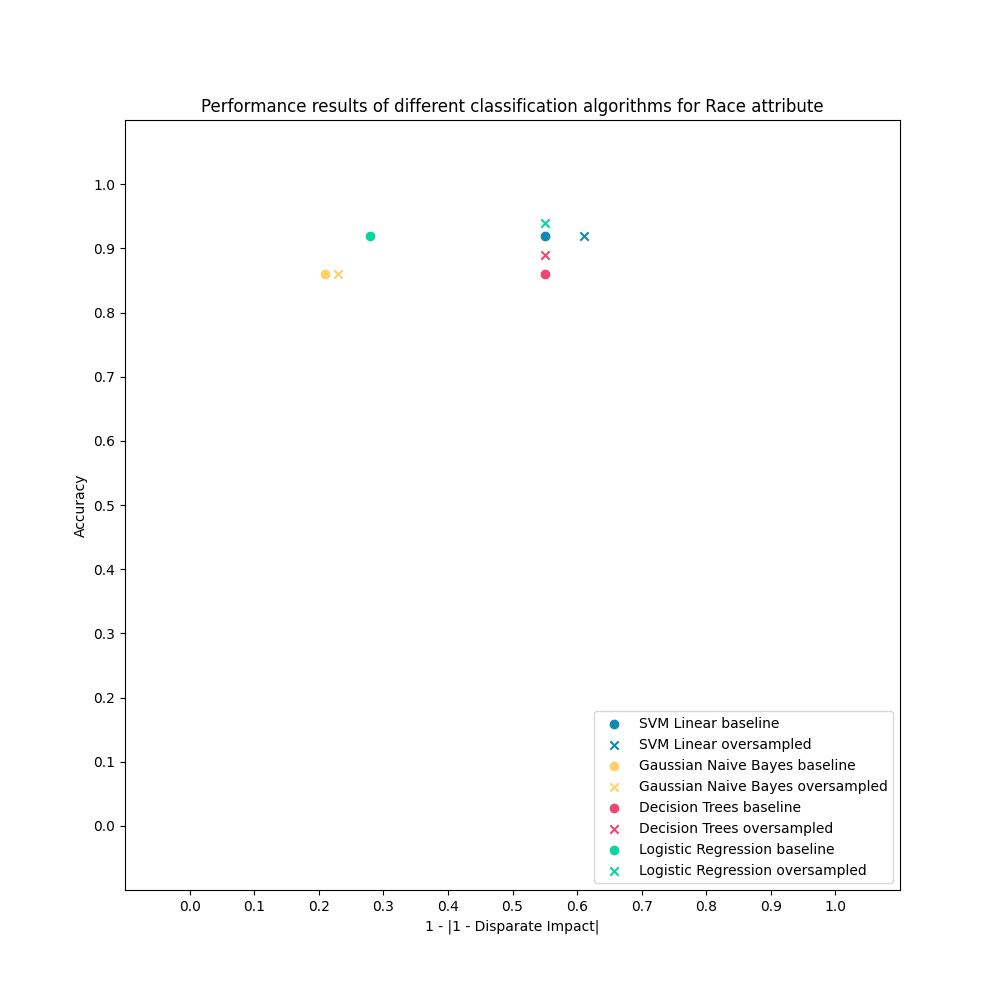 Performance results of different classification algorithms for Race attribute
1.0
0.9
0.8
0.7
0.6
0.5
0.4
0.3
0.2
0.1
0.0
Accuracy
SVM Linear baseline
SVM Linear oversampled
Gaussian Naive Bayes baseline
Gaussian Naive Bayes oversampled
Decision Trees baseline
Decision Trees oversampled
Logistic Regression baseline
Logistic Regression oversampled
0.0 0.1 0.2 0.3 0.4 0.5 0.6 0.7 0.8 0.9 1.0
1 - |1 - Disparate Impact|